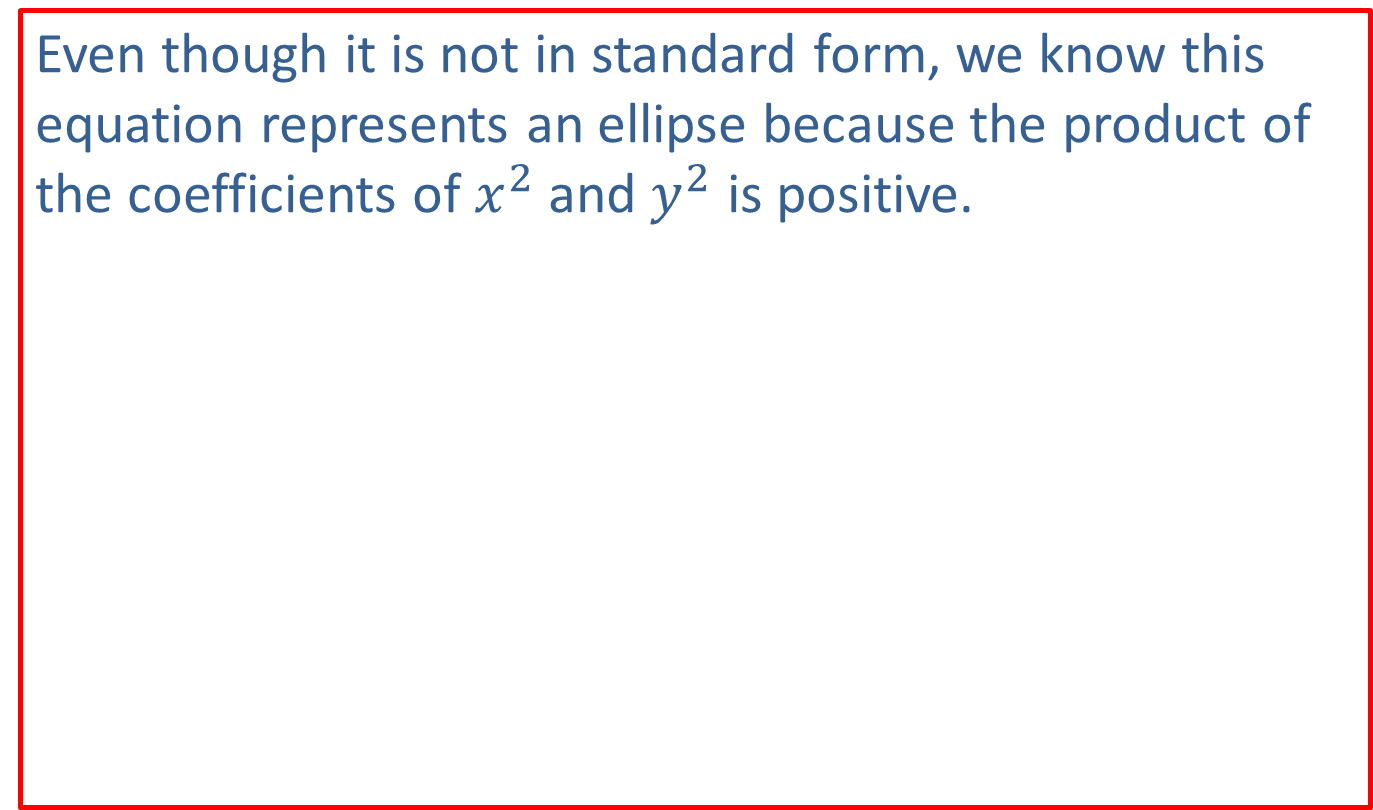 Even though it is not in standard form, we know this
equation represents an ellipse because the product of
the coefficients of x² and y² is positive.